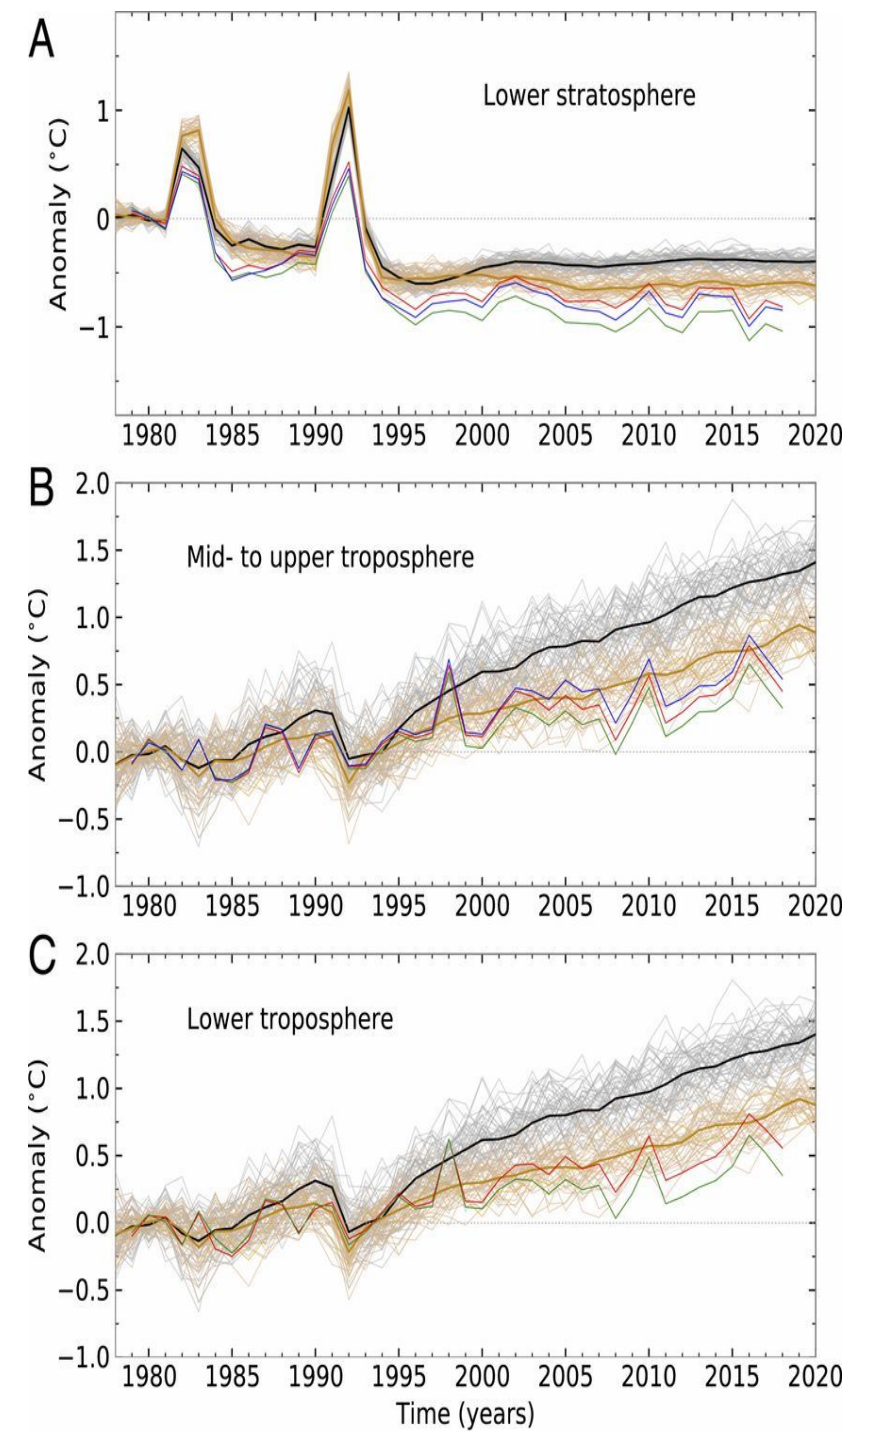 A
Lower stratosphere
Anomaly (°C)
1
0
−1
1980 1985 1990 1995 2000 2005 2010 2015 2020
B
Mid- to upper troposphere
Anomaly (°C)
2.0
1.5
1.0
0.5
0.0
−0.5
−1.0
1980 1985 1990 1995 2000 2005 2010 2015 2020
C
Lower troposphere
Anomaly (°C)
2.0
1.5
1.0
0.5
0.0
−0.5
−1.0
1980 1985 1990 1995 2000 2005 2010 2015 2020
Time (years)